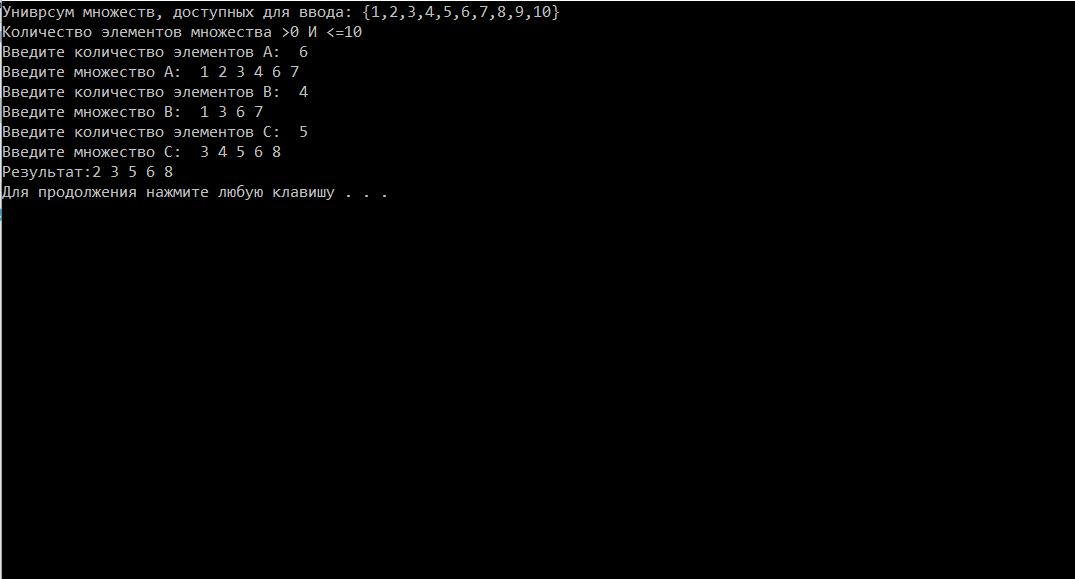 Униврсум множеств, доступных для ввода: {1,2,3,4,5,6,7,8,9,10}
Количество элементов множества >0 И <=10
Введите количество элементов A:  6
Введите множество A:  1 2 3 4 6 7
Введите количество элементов B:  4
Введите множество B:  1 3 6 7
Введите количество элементов C:  5
Введите множество C:  3 4 5 6 8
Результат:2 3 5 6 8
Для продолжения нажмите любую клавишу . . .